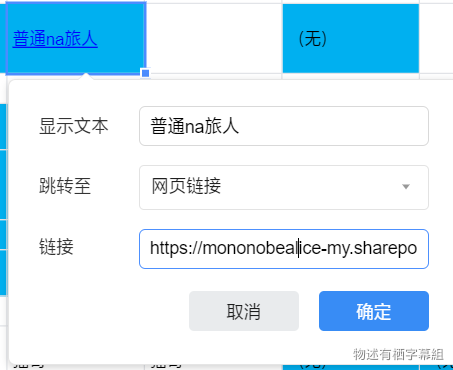 普通na旅人
(无)
显示文本
普通na旅人
跳转至
网页链接
链接
https://mononobealice-my.sharepo
取消
确定
物述有栖字幕組